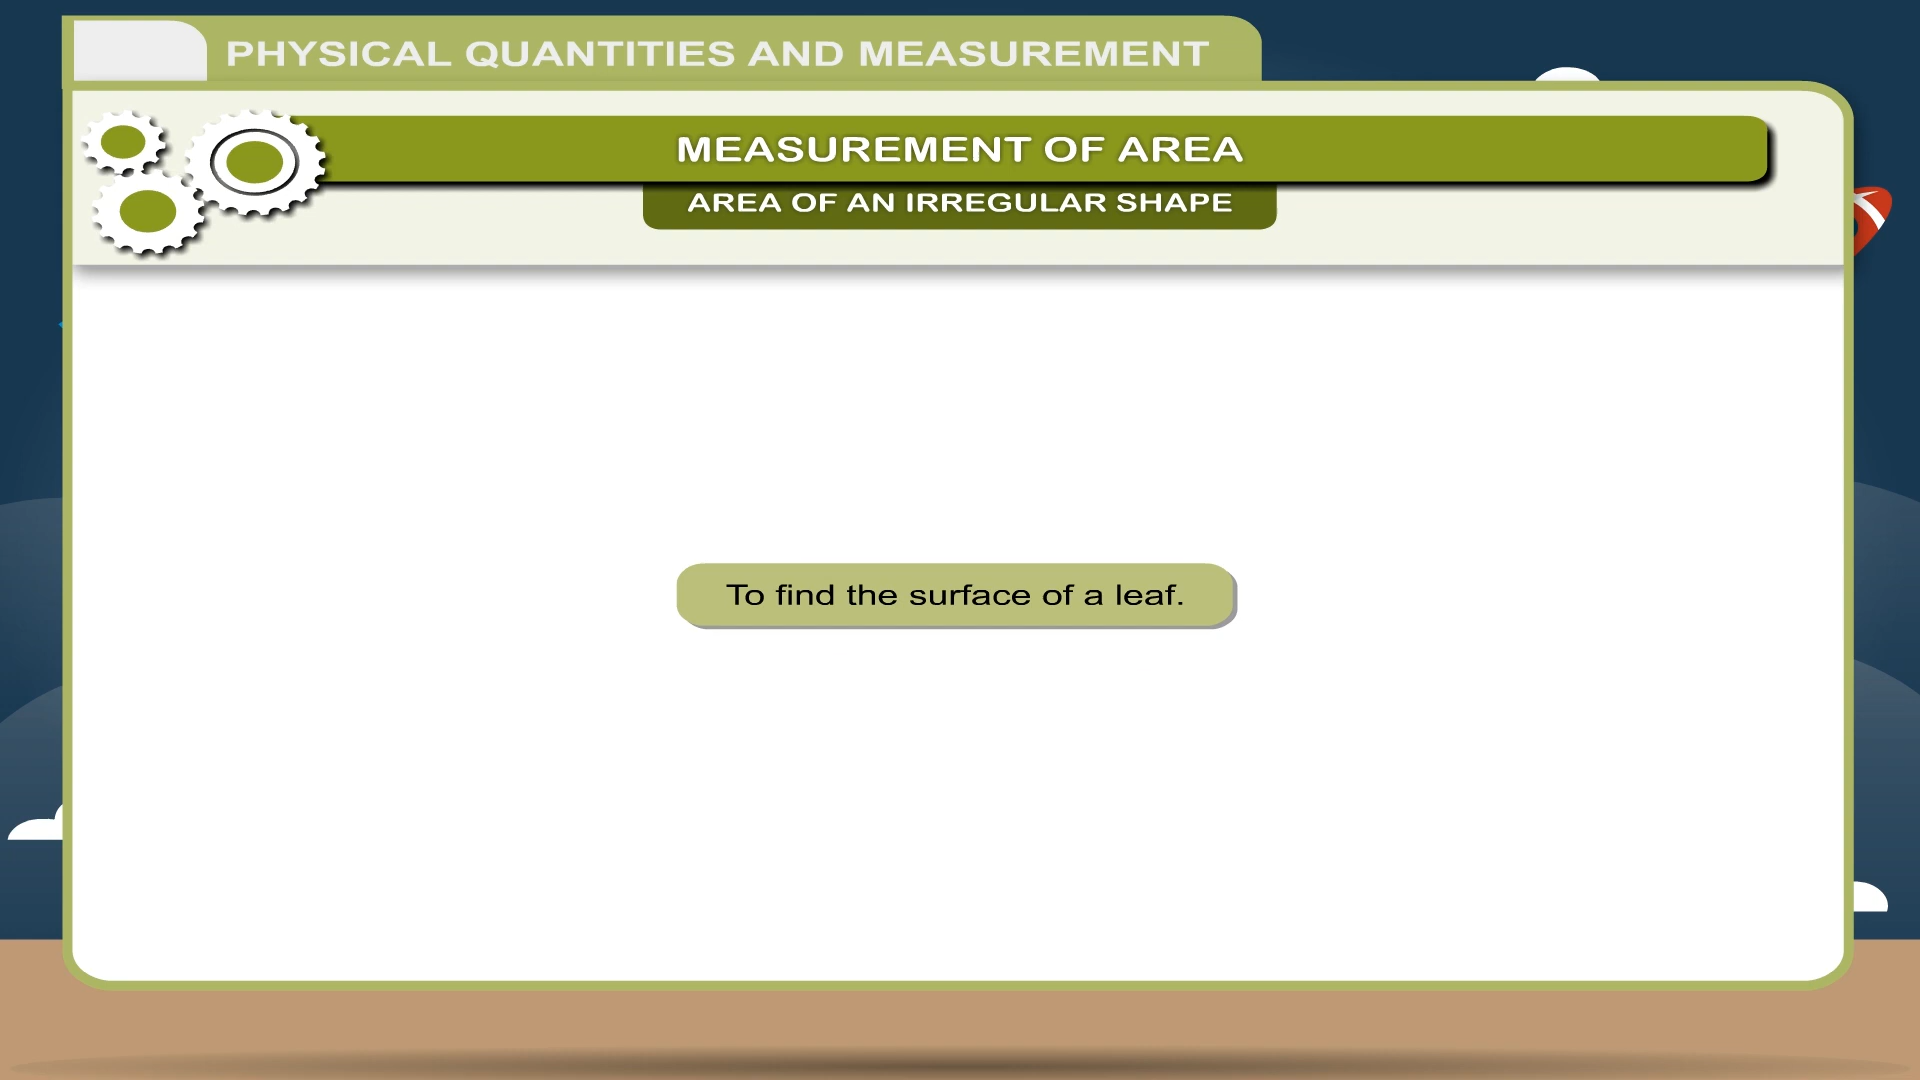 PHYSICAL QUANTITIES AND MEASUREMENT
MEASUREMENT OF AREA
AREA OF AN IRREGULAR SHAPE
To find the surface of a leaf.